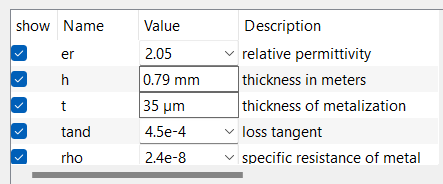 show Name Value Description
er 2.05 relative permittivity
h 0.79 mm thickness in meters
t 35 µm thickness of metalization
tand 4.5e-4 loss tangent
rho 2.4e-8 specific resistance of metal